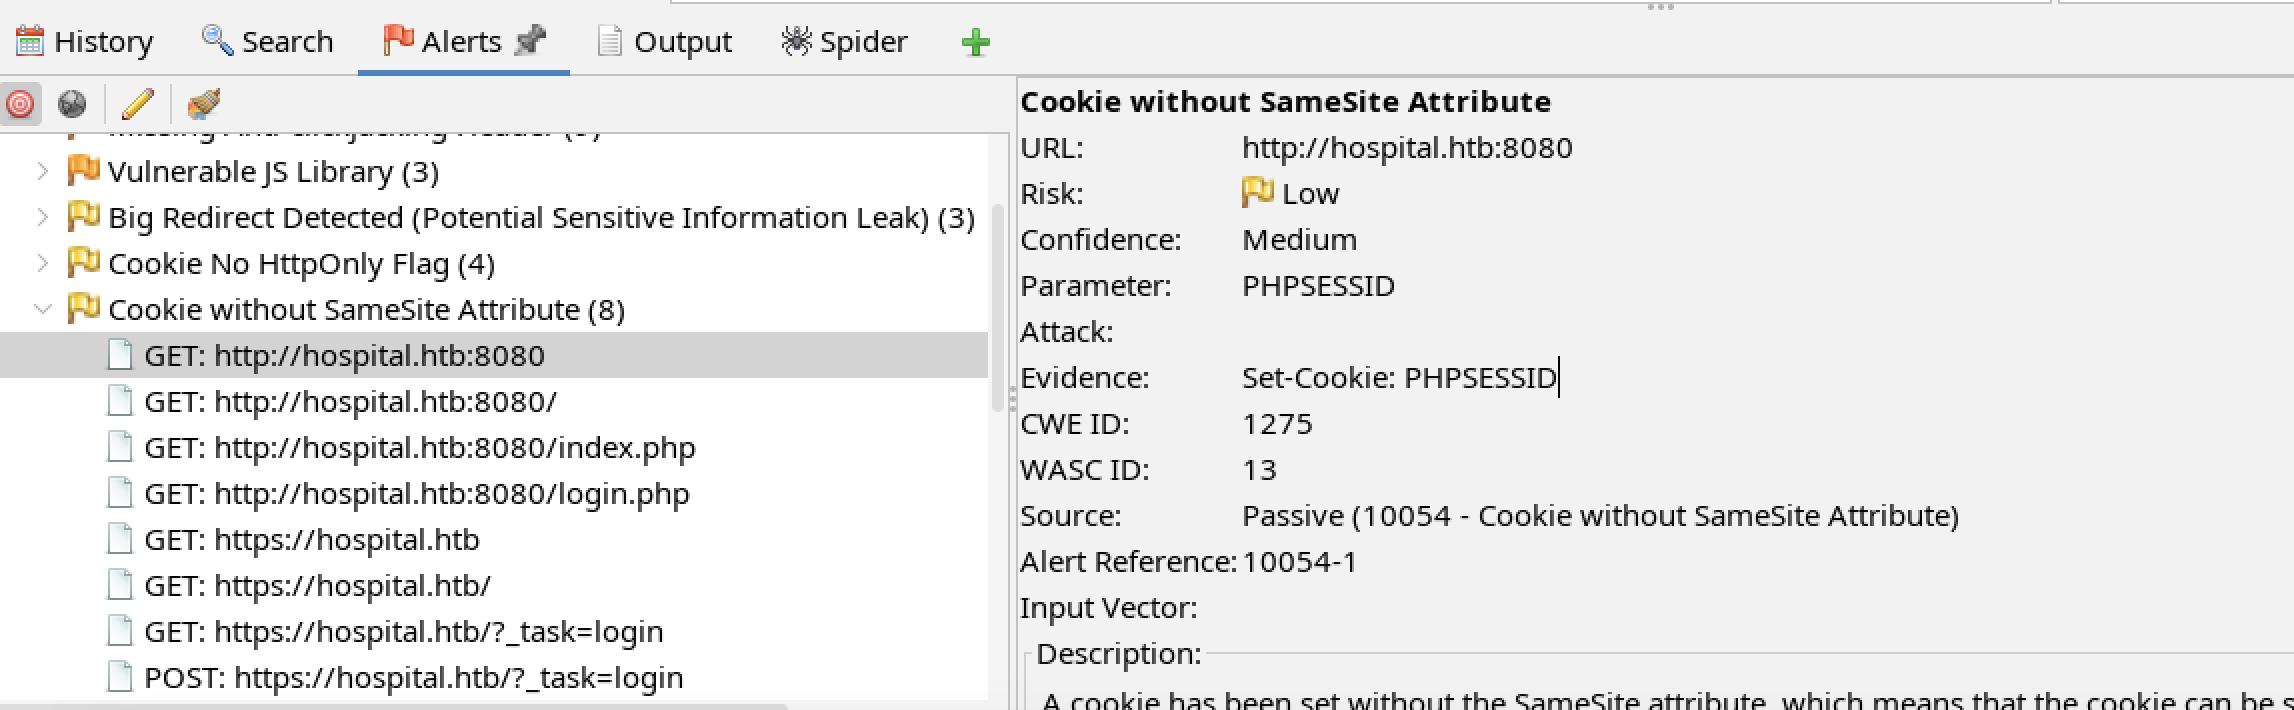 History Search Alerts Output Spider
Missing Anti-clickjacking Header
Vulnerable JS Library (3)
Big Redirect Detected (Potential Sensitive Information Leak) (3)
Cookie No HttpOnly Flag (4)
Cookie without SameSite Attribute (8)
GET: http://hospital.htb:8080
GET: http://hospital.htb:8080/
GET: http://hospital.htb:8080/index.php
GET: http://hospital.htb:8080/login.php
GET: https://hospital.htb
GET: https://hospital.htb/
GET: https://hospital.htb/?_task=login
POST: https://hospital.htb/?_task=login
Cookie without SameSite Attribute
URL: http://hospital.htb:8080
Risk: Low
Confidence: Medium
Parameter: PHPSESSID
Attack:
Evidence: Set-Cookie: PHPSESSID
CWE ID: 1275
WASC ID: 13
Source: Passive (10054 - Cookie without SameSite Attribute)
Alert Reference: 10054-1
Input Vector:
Description:
A cookie has been set without the SameSite attribute, which means that the cookie can be